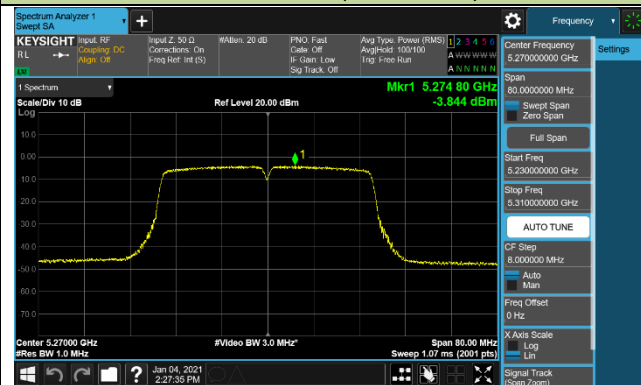 Spectrum Analyzer 1
Swept SA
+
Frequency
KEYSIGHT
RL
LM
Input: RF
Coupling: DC
Align: Off
Input Z: 50 Ω
Corrections: On
Freq Ref: Int (S)
#Atten: 20 dB
PNO: Fast
Gate: Off
IF Gain: Low
Sig Track: Off
Avg Type: Power (RMS)
Avg|Hold: 100/100
Trig: Free Run
1 2 3 4 5 6
A W W W W W
A N N N N N
1 Spectrum
Scale/Div 10 dB
Log
Ref Level 20.00 dBm
Mkr1 5.274 80 GHz
-3.844 dBm
1
10.0
0.00
-10.0
-20.0
-30.0
-40.0
-50.0
-60.0
-70.0
Center 5.27000 GHz
#Res BW 1.0 MHz
#Video BW 3.0 MHz*
Span 80.00 MHz
Sweep 1.07 ms (2001 pts)
Center Frequency
5.270000000 GHz
Settings
Span
80.0000000 MHz
Swept Span
Zero Span
Full Span
Start Freq
5.230000000 GHz
Stop Freq
5.310000000 GHz
AUTO TUNE
CF Step
8.000000 MHz
Auto
Man
Freq Offset
0 Hz
X Axis Scale
Log
Lin
Signal Track
(Span Zoom)
?
Jan 04, 2021
2:27:35 PM